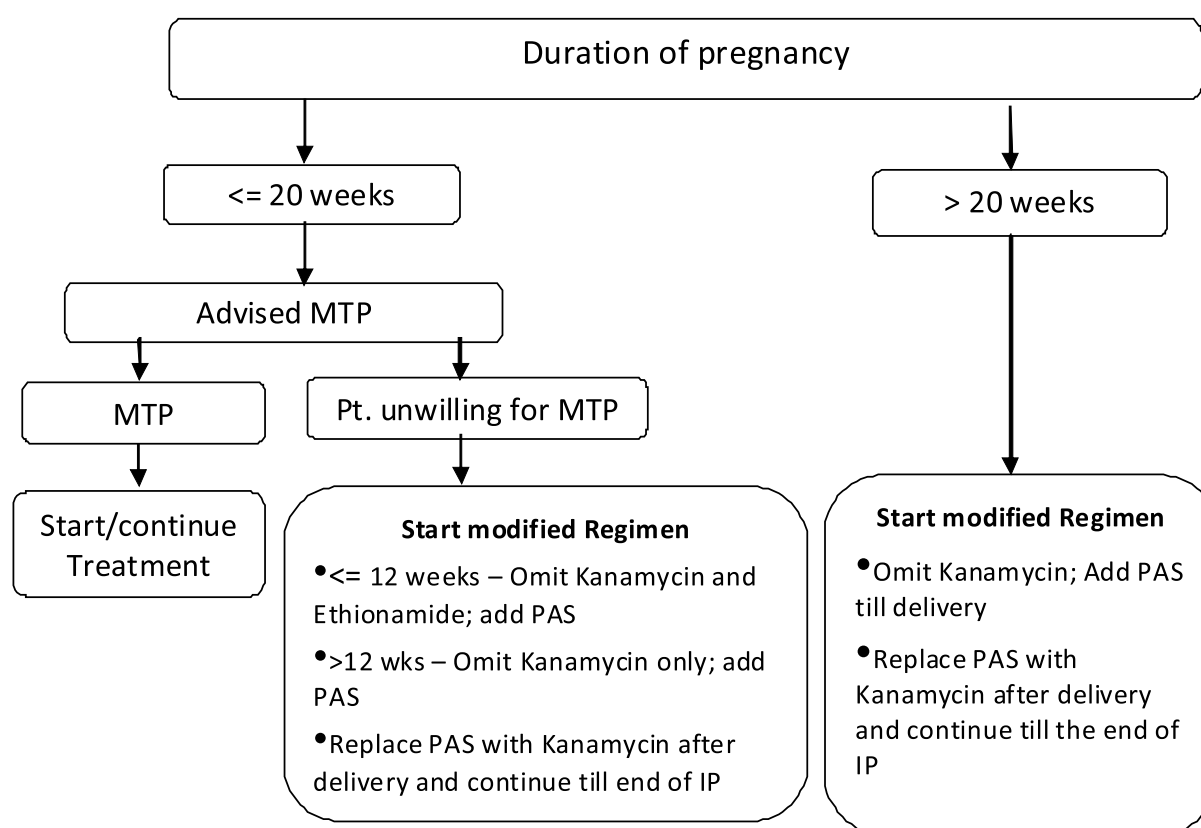 Duration of pregnancy
<= 20 weeks
> 20 weeks
Advised MTP
MTP
Pt. unwilling for MTP
Start/continue
Treatment
Start modified Regimen
•<= 12 weeks – Omit Kanamycin and
Ethionamide; add PAS
•>12 wks – Omit Kanamycin only; add
PAS
•Replace PAS with Kanamycin after
delivery and continue till end of IP
Start modified Regimen
•Omit Kanamycin; Add PAS
till delivery
•Replace PAS with
Kanamycin after delivery
and continue till the end of
IP